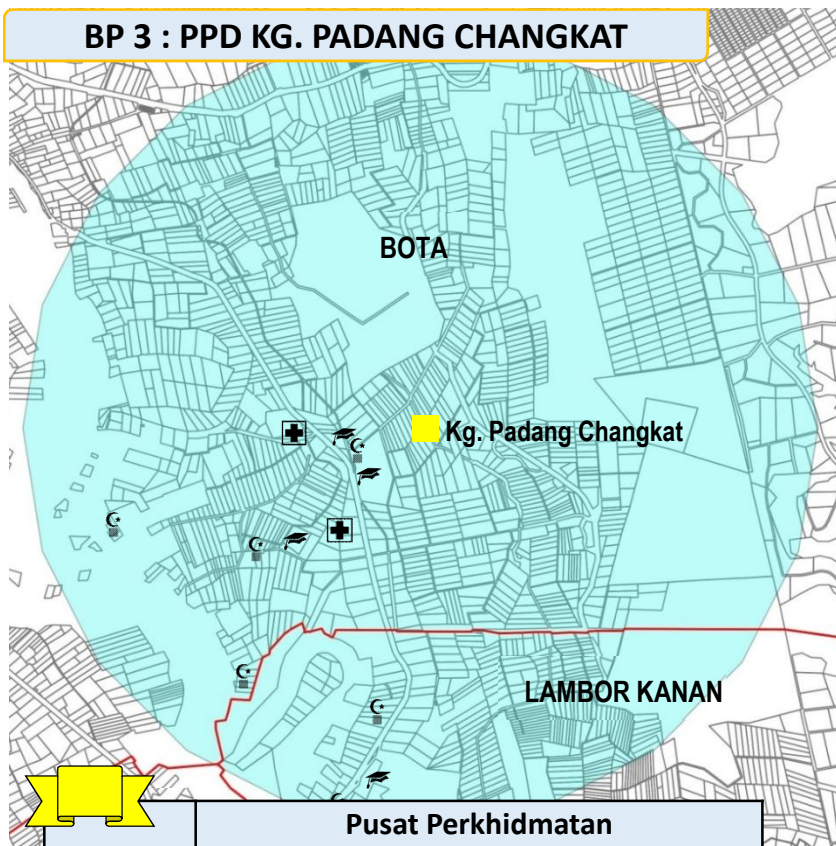 BP 3 : PPD KG. PADANG CHANGKAT
BOTA
Kg. Padang Changkat
LAMBOR KANAN
Pusat Perkhidmatan